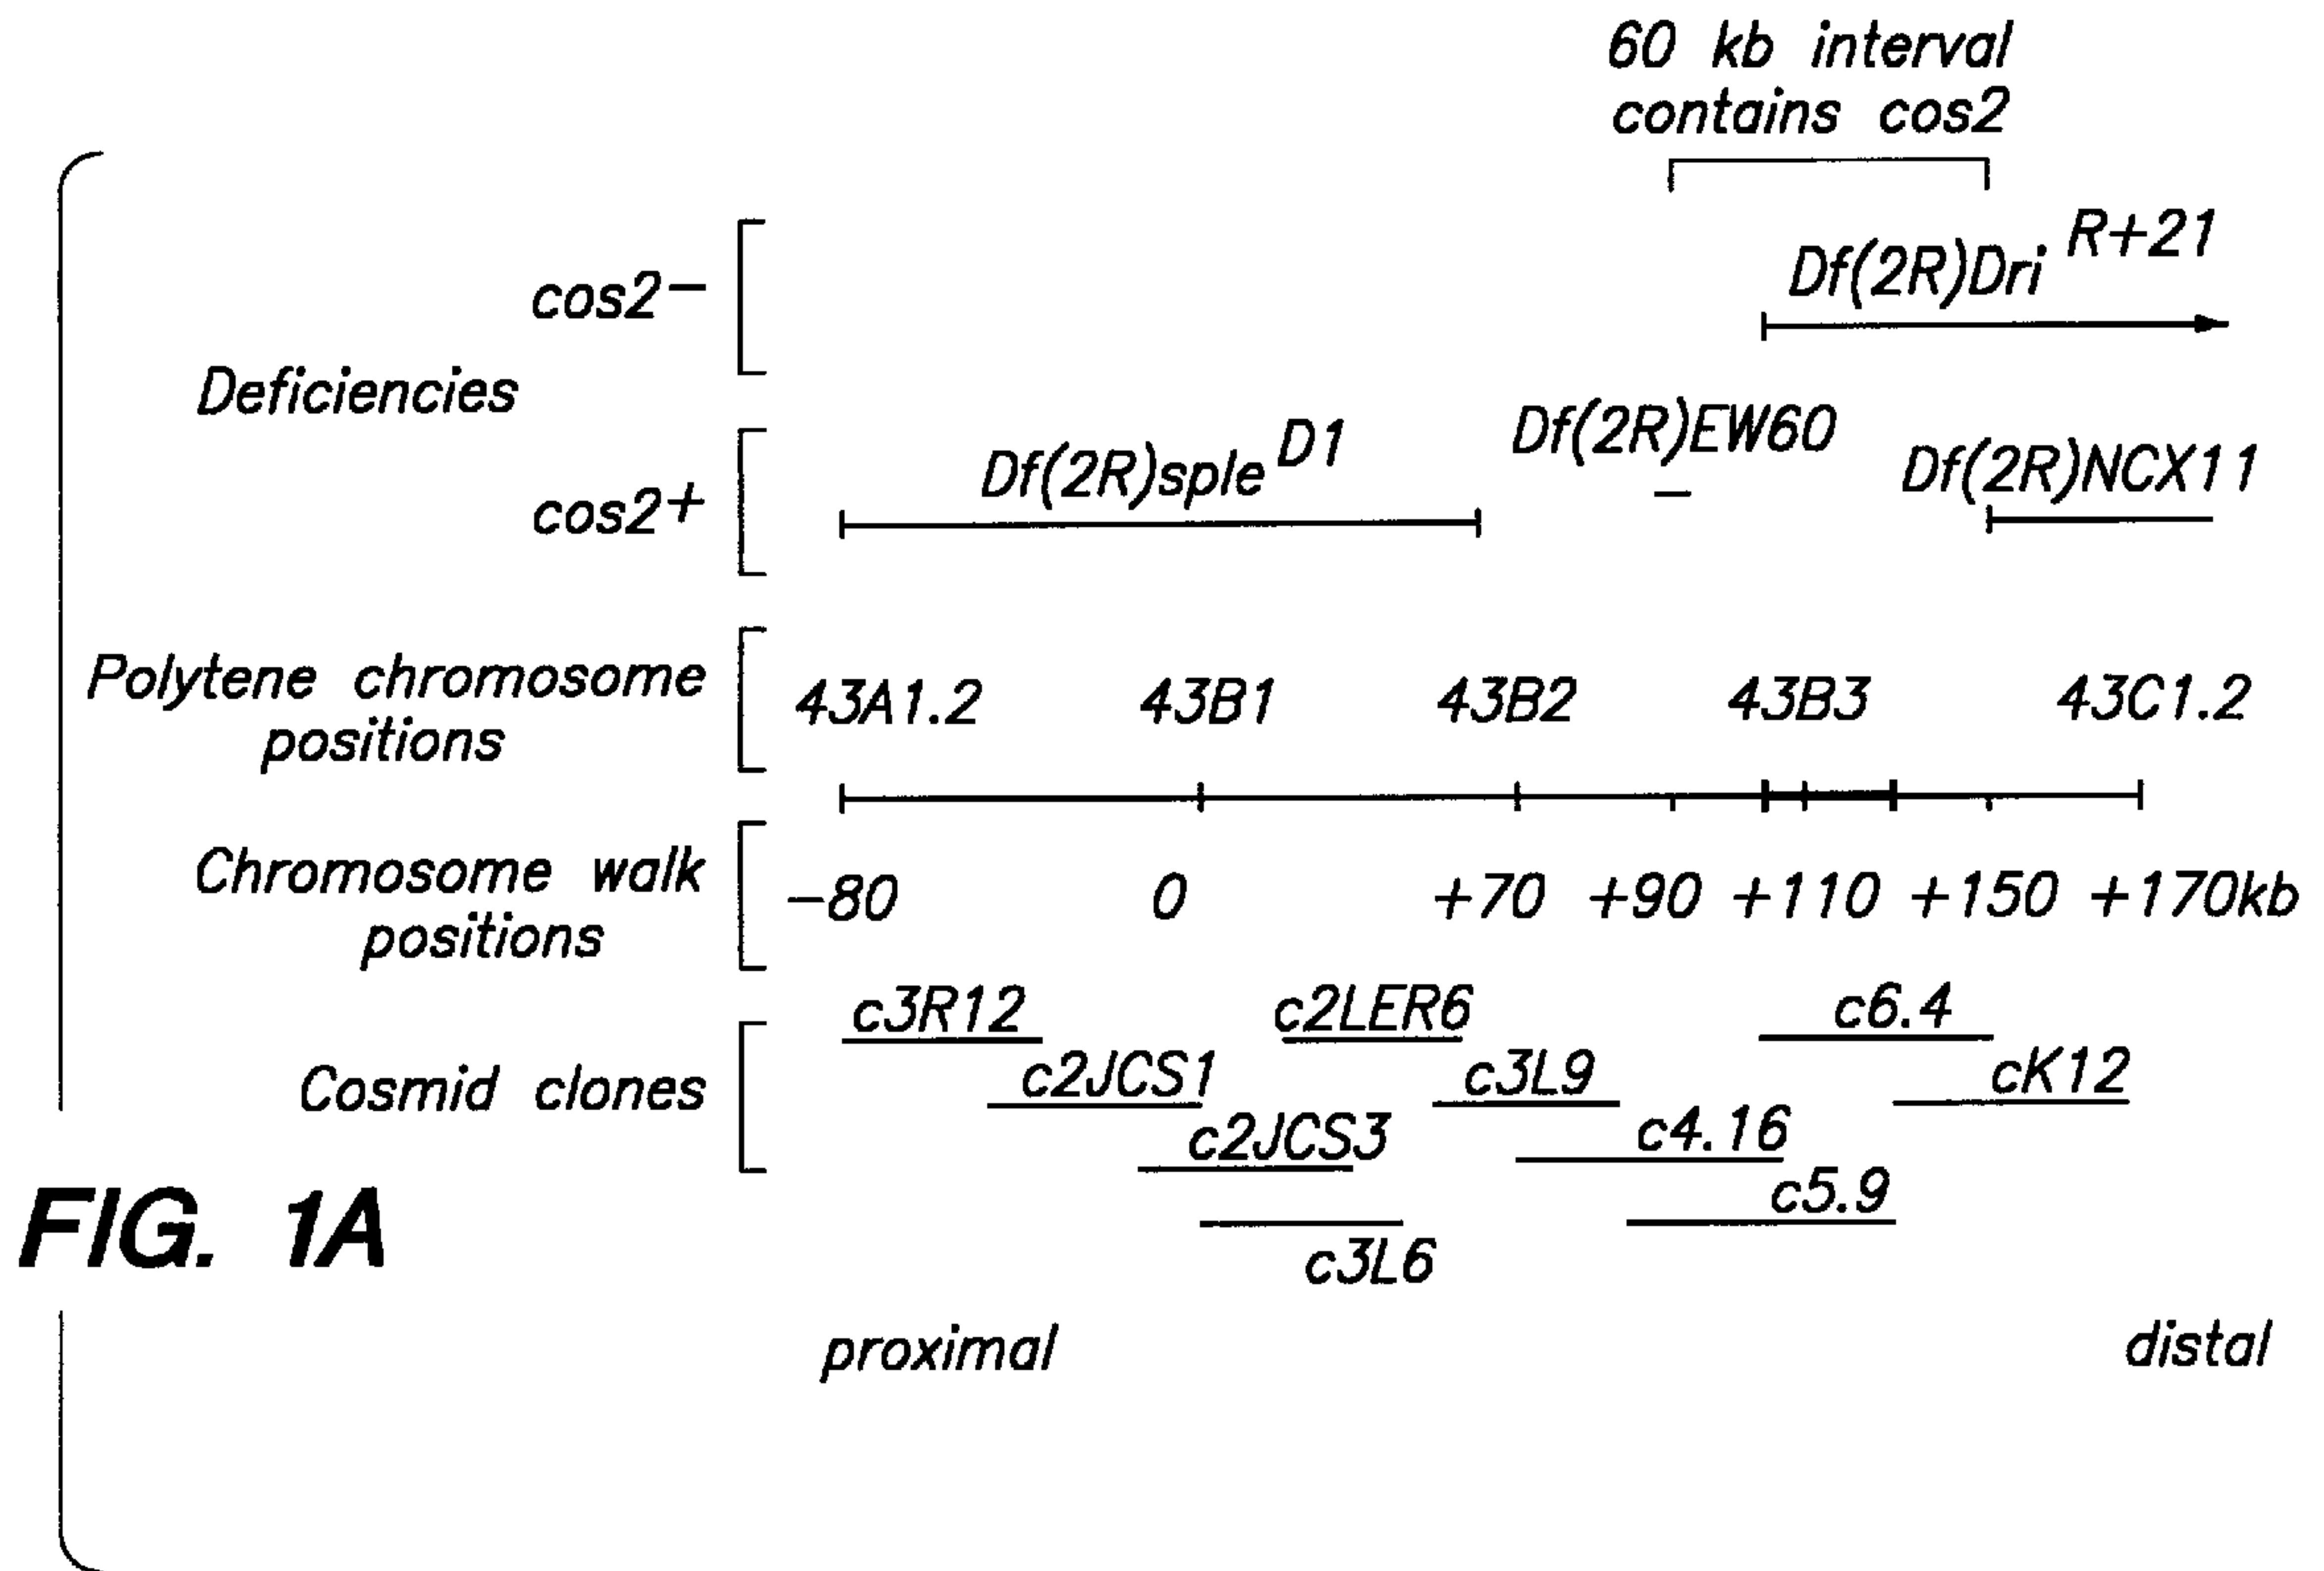 60 kb interval
contains cos2
Df(2R)Dri R+21
cos2−
Deficiencies
Df(2R)sple D1
Df(2R)EW60
Df(2R)NCX11
cos2+
Polytene chromosome
positions
43A1.2 43B1 43B2 43B3 43C1.2
Chromosome walk
positions
−80 0 +70 +90 +110 +150 +170kb
Cosmid clones
c3R12 c2LER6 c6.4
c2JCS1 c3L9 cK12
c2JCS3 c4.16
c5.9
c3L6
FIG. 1A
proximal distal